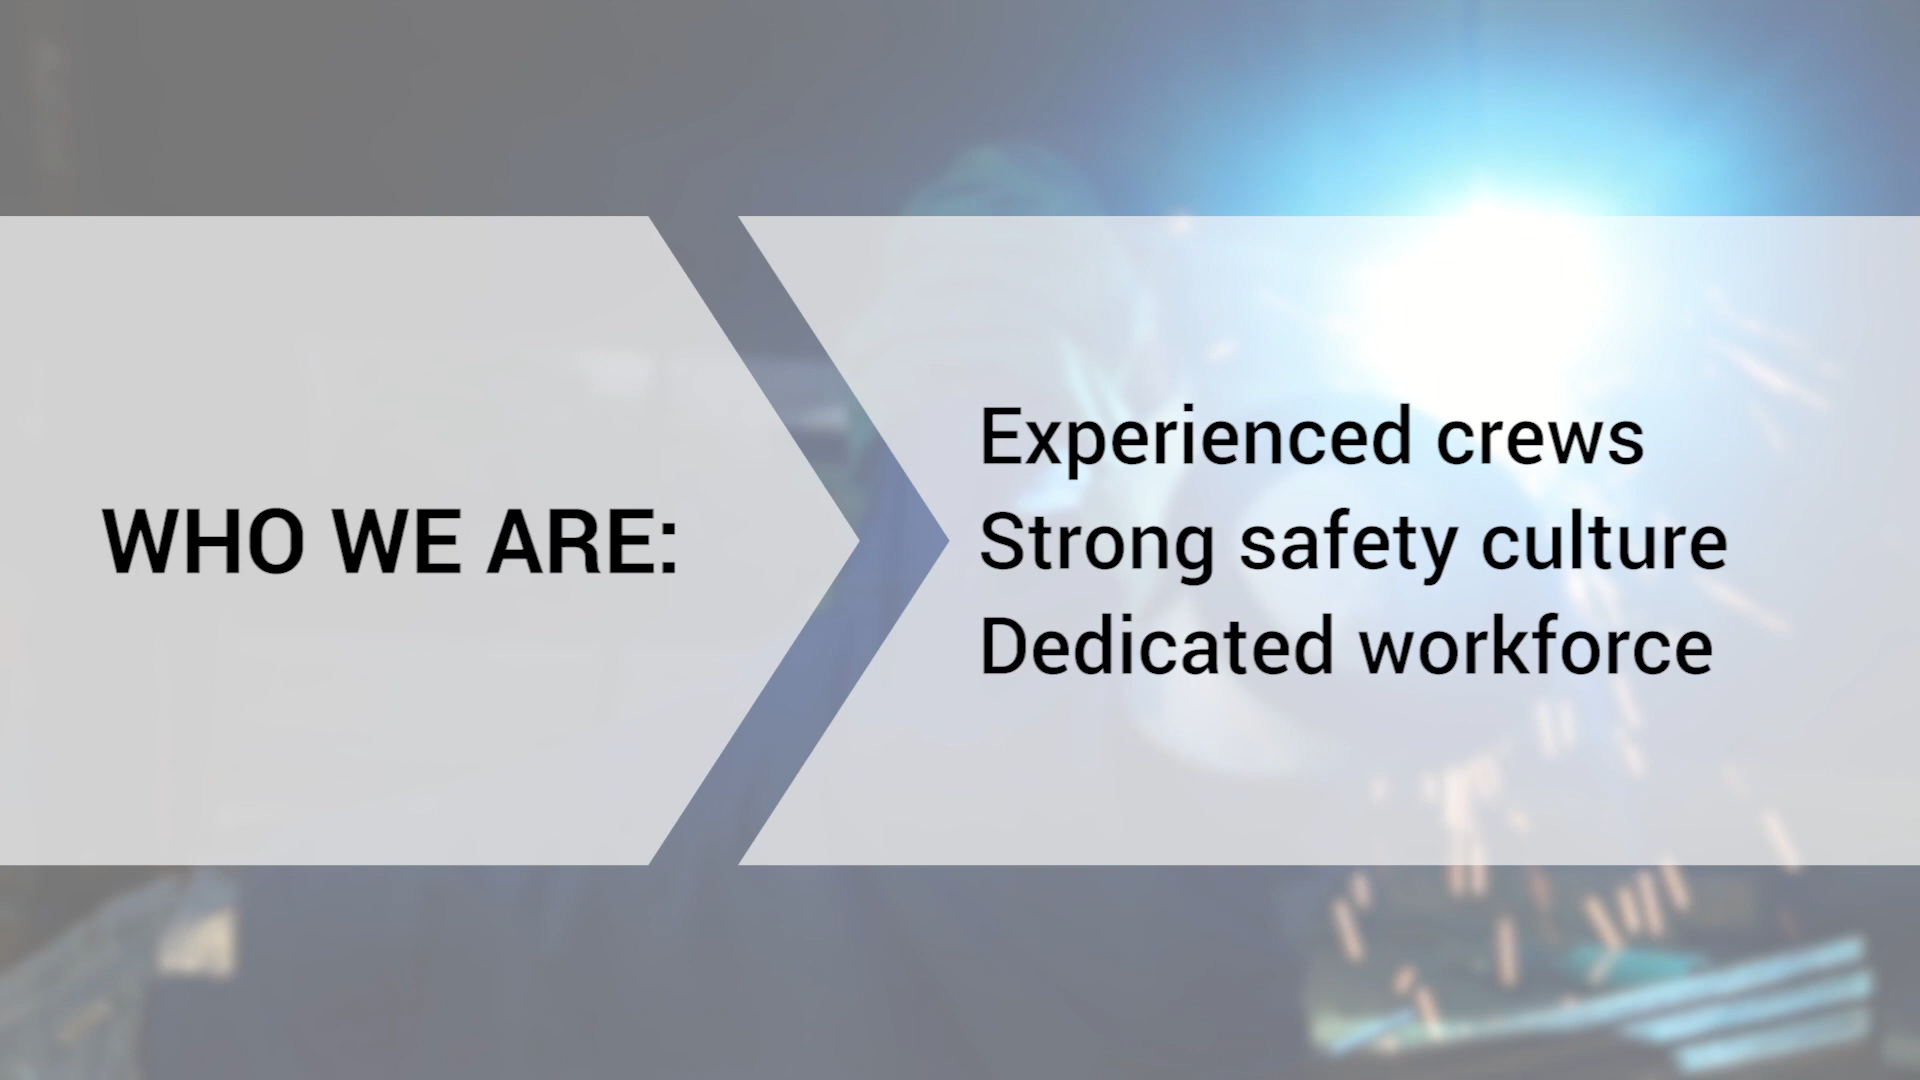 WHO WE ARE:
Experienced crews
Strong safety culture
Dedicated workforce